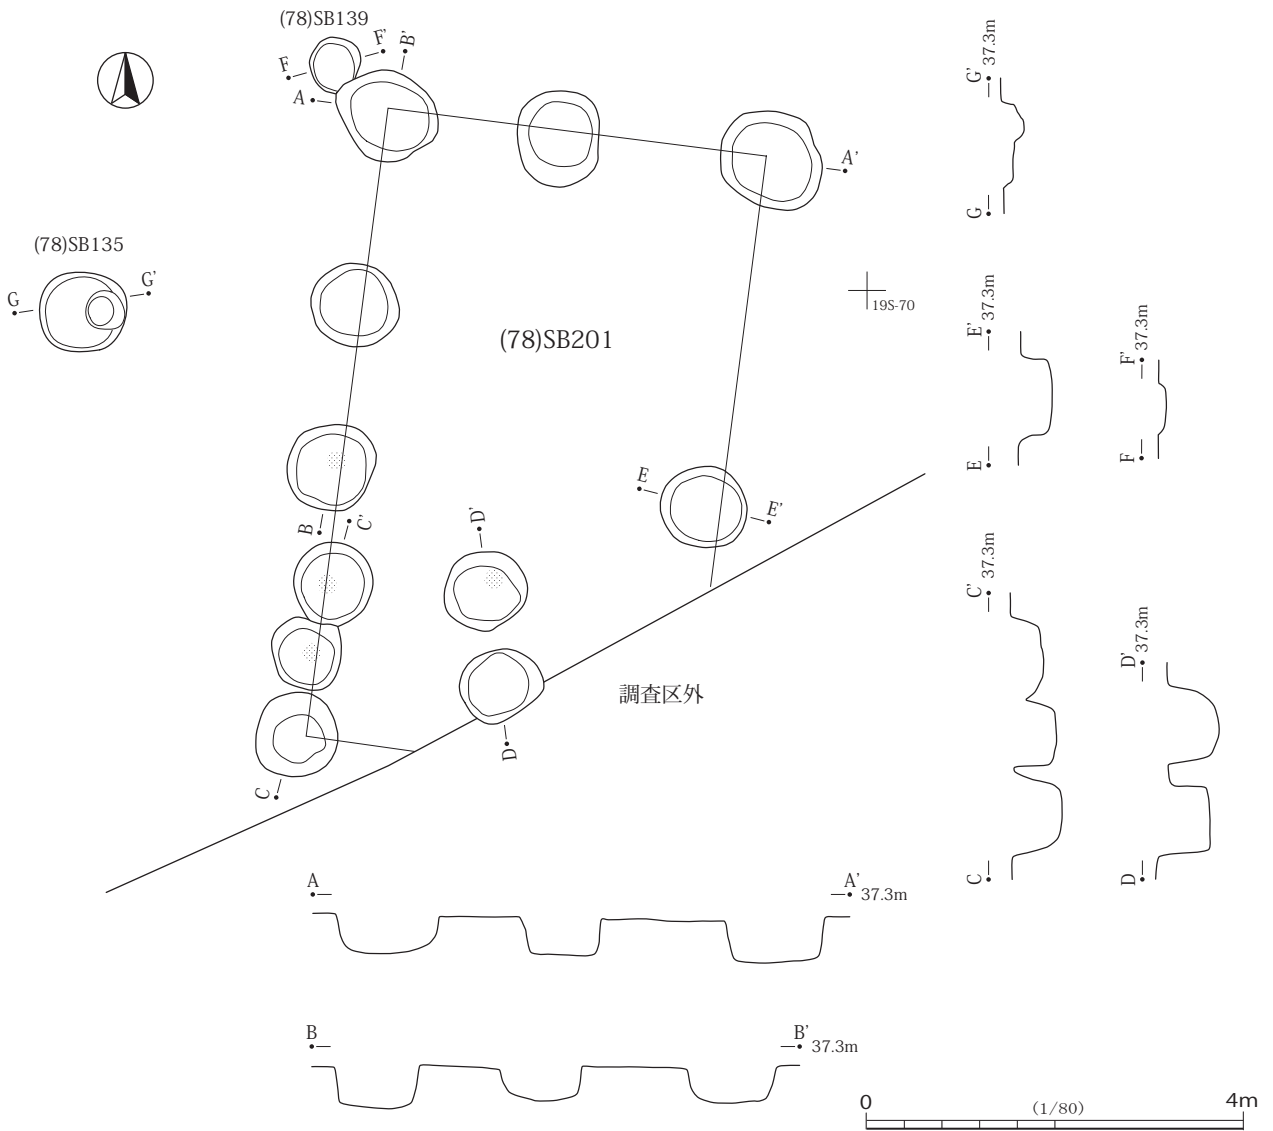 (78)SB139
F
F'
B'
A
A'
(78)SB135
G
G'
(78)SB201
19S-70
B
C'
D'
E
E'
D
C
調査区外
G' 37.3m
G
E' 37.3m
E
F' 37.3m
F
C' 37.3m
C
D' 37.3m
D
A
A' 37.3m
B
B' 37.3m
0 (1/80) 4m